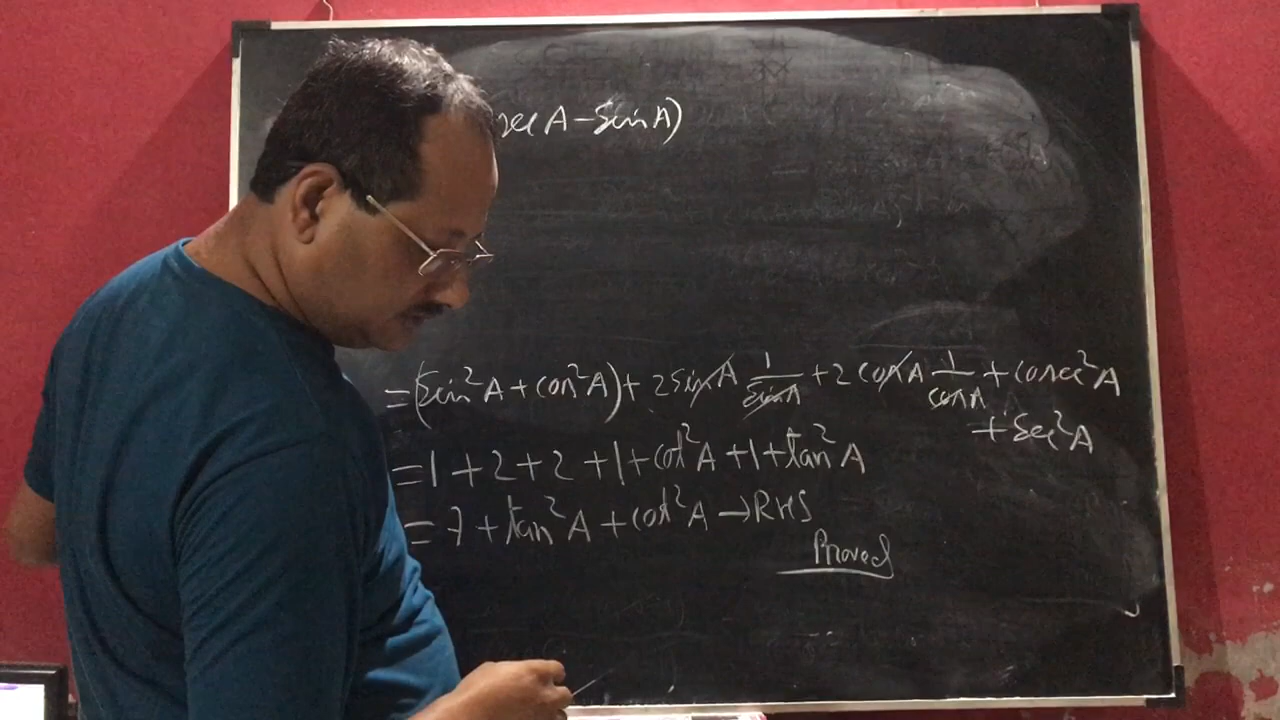 sec A - Sin A)
= (Sin²A + cos²A) + 2 Sin A 1/Sin A + 2 cos A 1/cos A + cosec²A
+ Sec²A
= 1 + 2 + 2 + 1 + cot²A + 1 + tan²A
= 7 + tan²A + cot²A → RHS
Proved